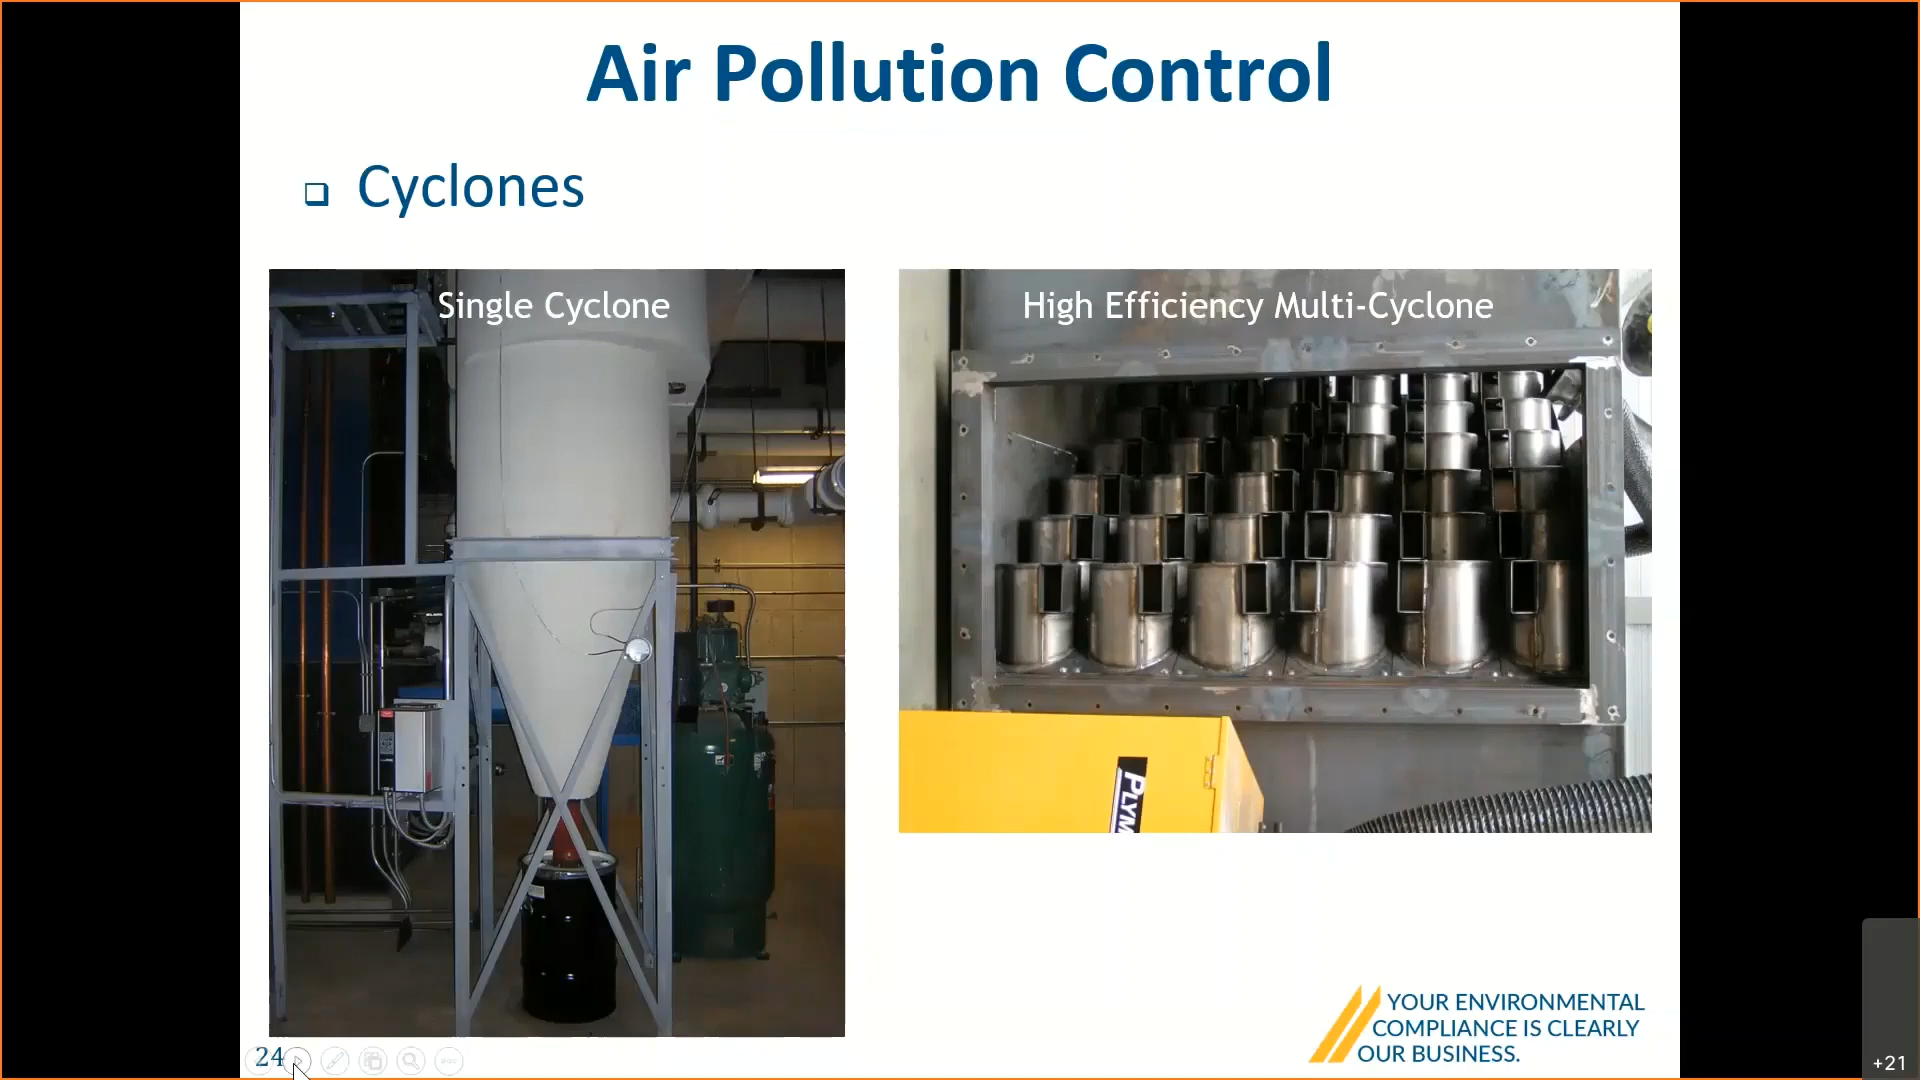 Air Pollution Control
Cyclones
Single Cyclone
High Efficiency Multi-Cyclone
PLYM
YOUR ENVIRONMENTAL
COMPLIANCE IS CLEARLY
OUR BUSINESS.
24
+21